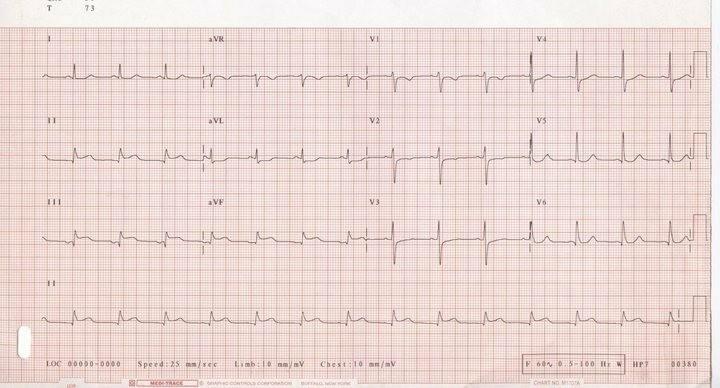 T 73
I aVR V1 V4
II aVL V2 V5
III aVF V3 V6
II
LOC 00000-0000 Speed:25 mm/sec Limb:10 mm/mV Chest:10 mm/mV F 60~ 0.5-100 Hz W HP7 00380
MEDI-TRACE GRAPHIC CONTROLS CORPORATION BUFFALO, NEW YORK CHART NO. M1707A